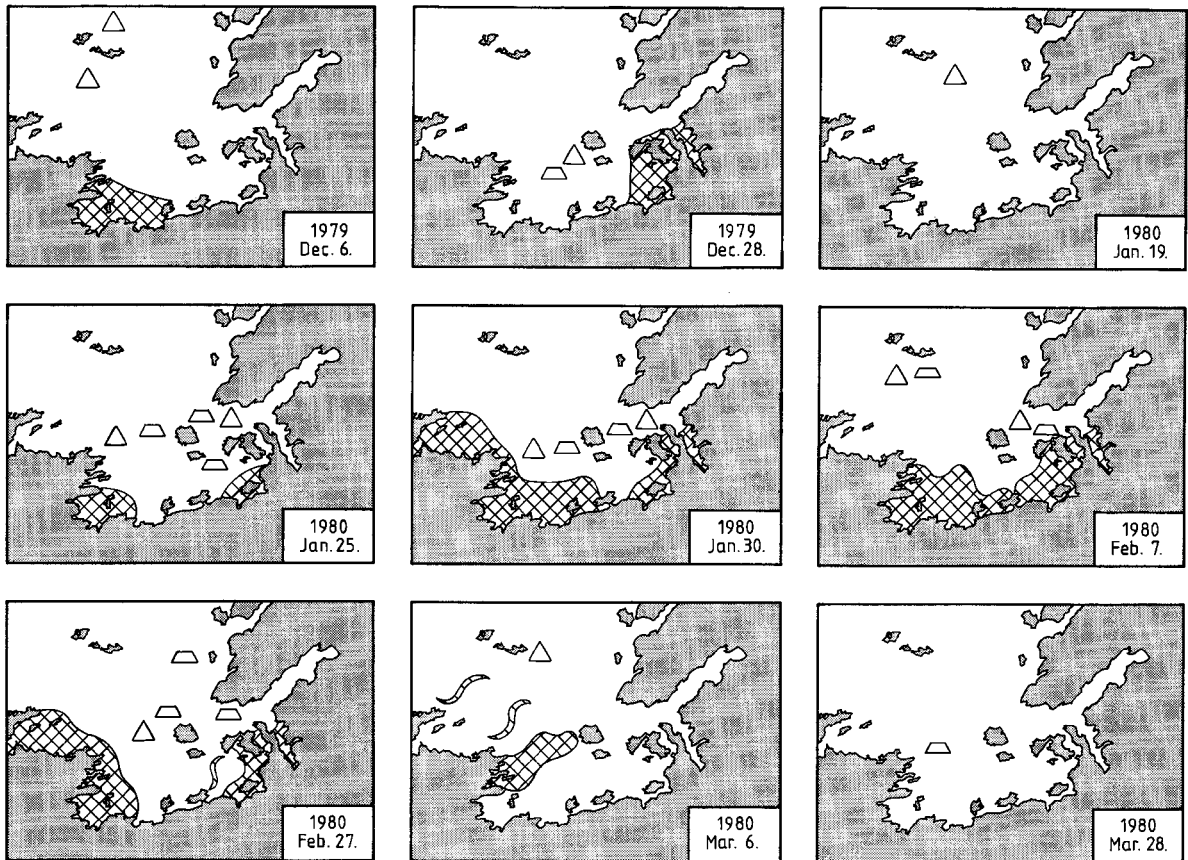 1979
Dec. 6.
1979
Dec. 28.
1980
Jan. 19.
1980
Jan. 25.
1980
Jan. 30.
1980
Feb. 7.
1980
Feb. 27.
1980
Mar. 6.
1980
Mar. 28.